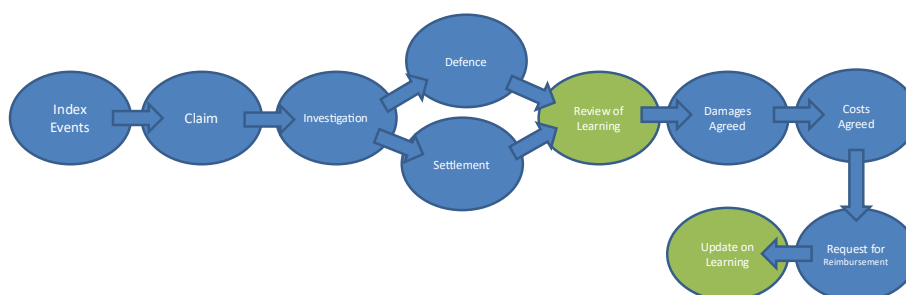 Index
Events
Claim
Investigation
Defence
Settlement
Review of
Learning
Damages
Agreed
Costs
Agreed
Update on
Learning
Request for
Reimbursement